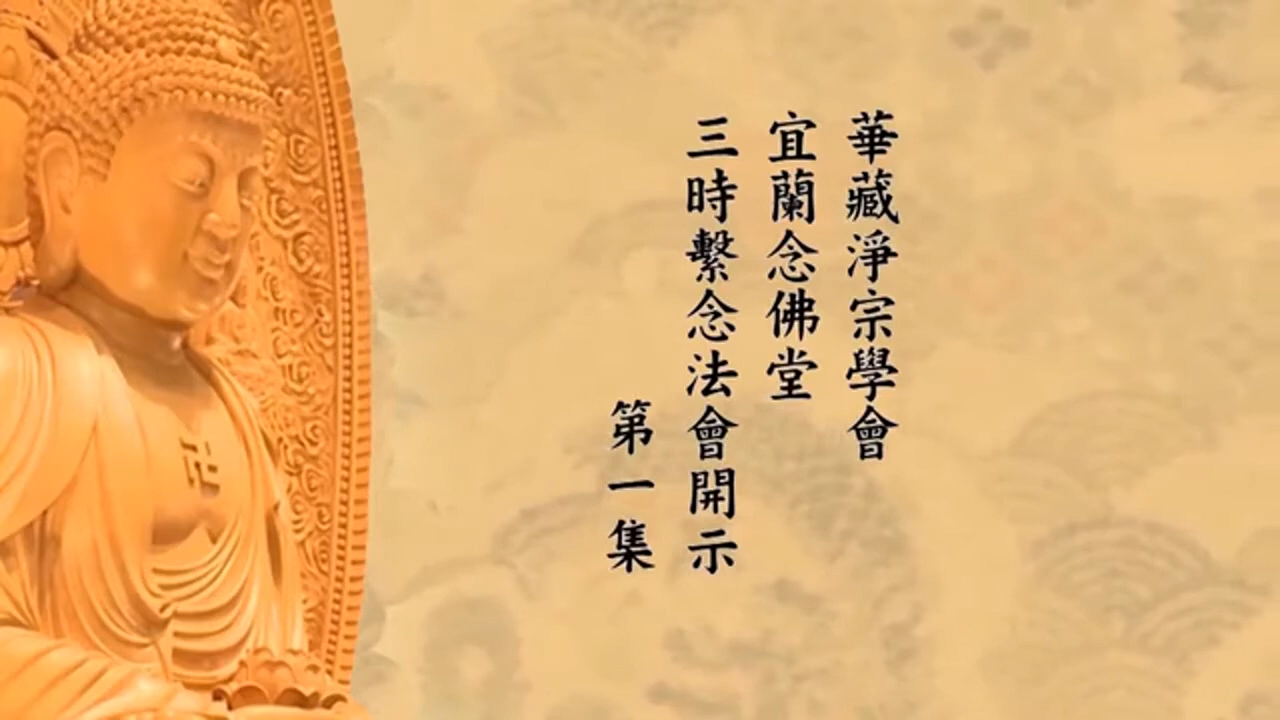 華藏淨宗學會
宜蘭念佛堂
三時繫念法會開示
第一集